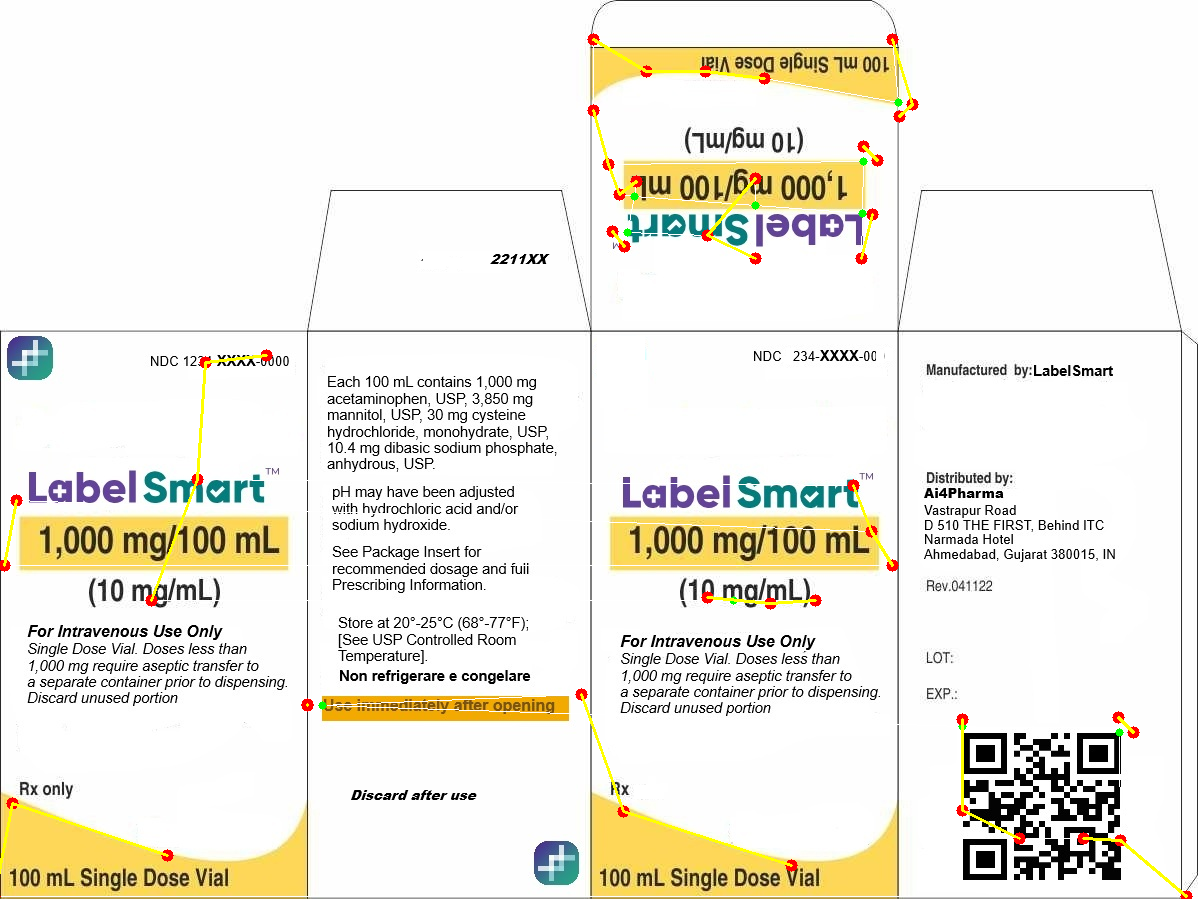 100 mL Single Dose Vial
(10 mg/mL)
1,000 mg/100 mL
LabelSmart
TM
2211XX
NDC 1234-XXXX-0000
LabelSmart™
1,000 mg/100 mL
(10 mg/mL)
For Intravenous Use Only
Single Dose Vial. Doses less than
1,000 mg require aseptic transfer to
a separate container prior to dispensing.
Discard unused portion
Rx only
100 mL Single Dose Vial
Each 100 mL contains 1,000 mg
acetaminophen, USP, 3,850 mg
mannitol, USP, 30 mg cysteine
hydrochloride, monohydrate, USP,
10.4 mg dibasic sodium phosphate,
anhydrous, USP.
pH may have been adjusted
with hydrochloric acid and/or
sodium hydroxide.
See Package Insert for
recommended dosage and full
Prescribing Information.
Store at 20°-25°C (68°-77°F);
[See USP Controlled Room
Temperature].
Non refrigerare e congelare
Use immediately after opening
Discard after use
NDC 234-XXXX-00
LabelSmart™
1,000 mg/100 mL
(10 mg/mL)
For Intravenous Use Only
Single Dose Vial. Doses less than
1,000 mg require aseptic transfer to
a separate container prior to dispensing.
Discard unused portion
Rx
100 mL Single Dose Vial
Manufactured by:LabelSmart
Distributed by:
Ai4Pharma
Vastrapur Road
D 510 THE FIRST, Behind ITC
Narmada Hotel
Ahmedabad, Gujarat 380015, IN
Rev.041122
LOT:
EXP.: